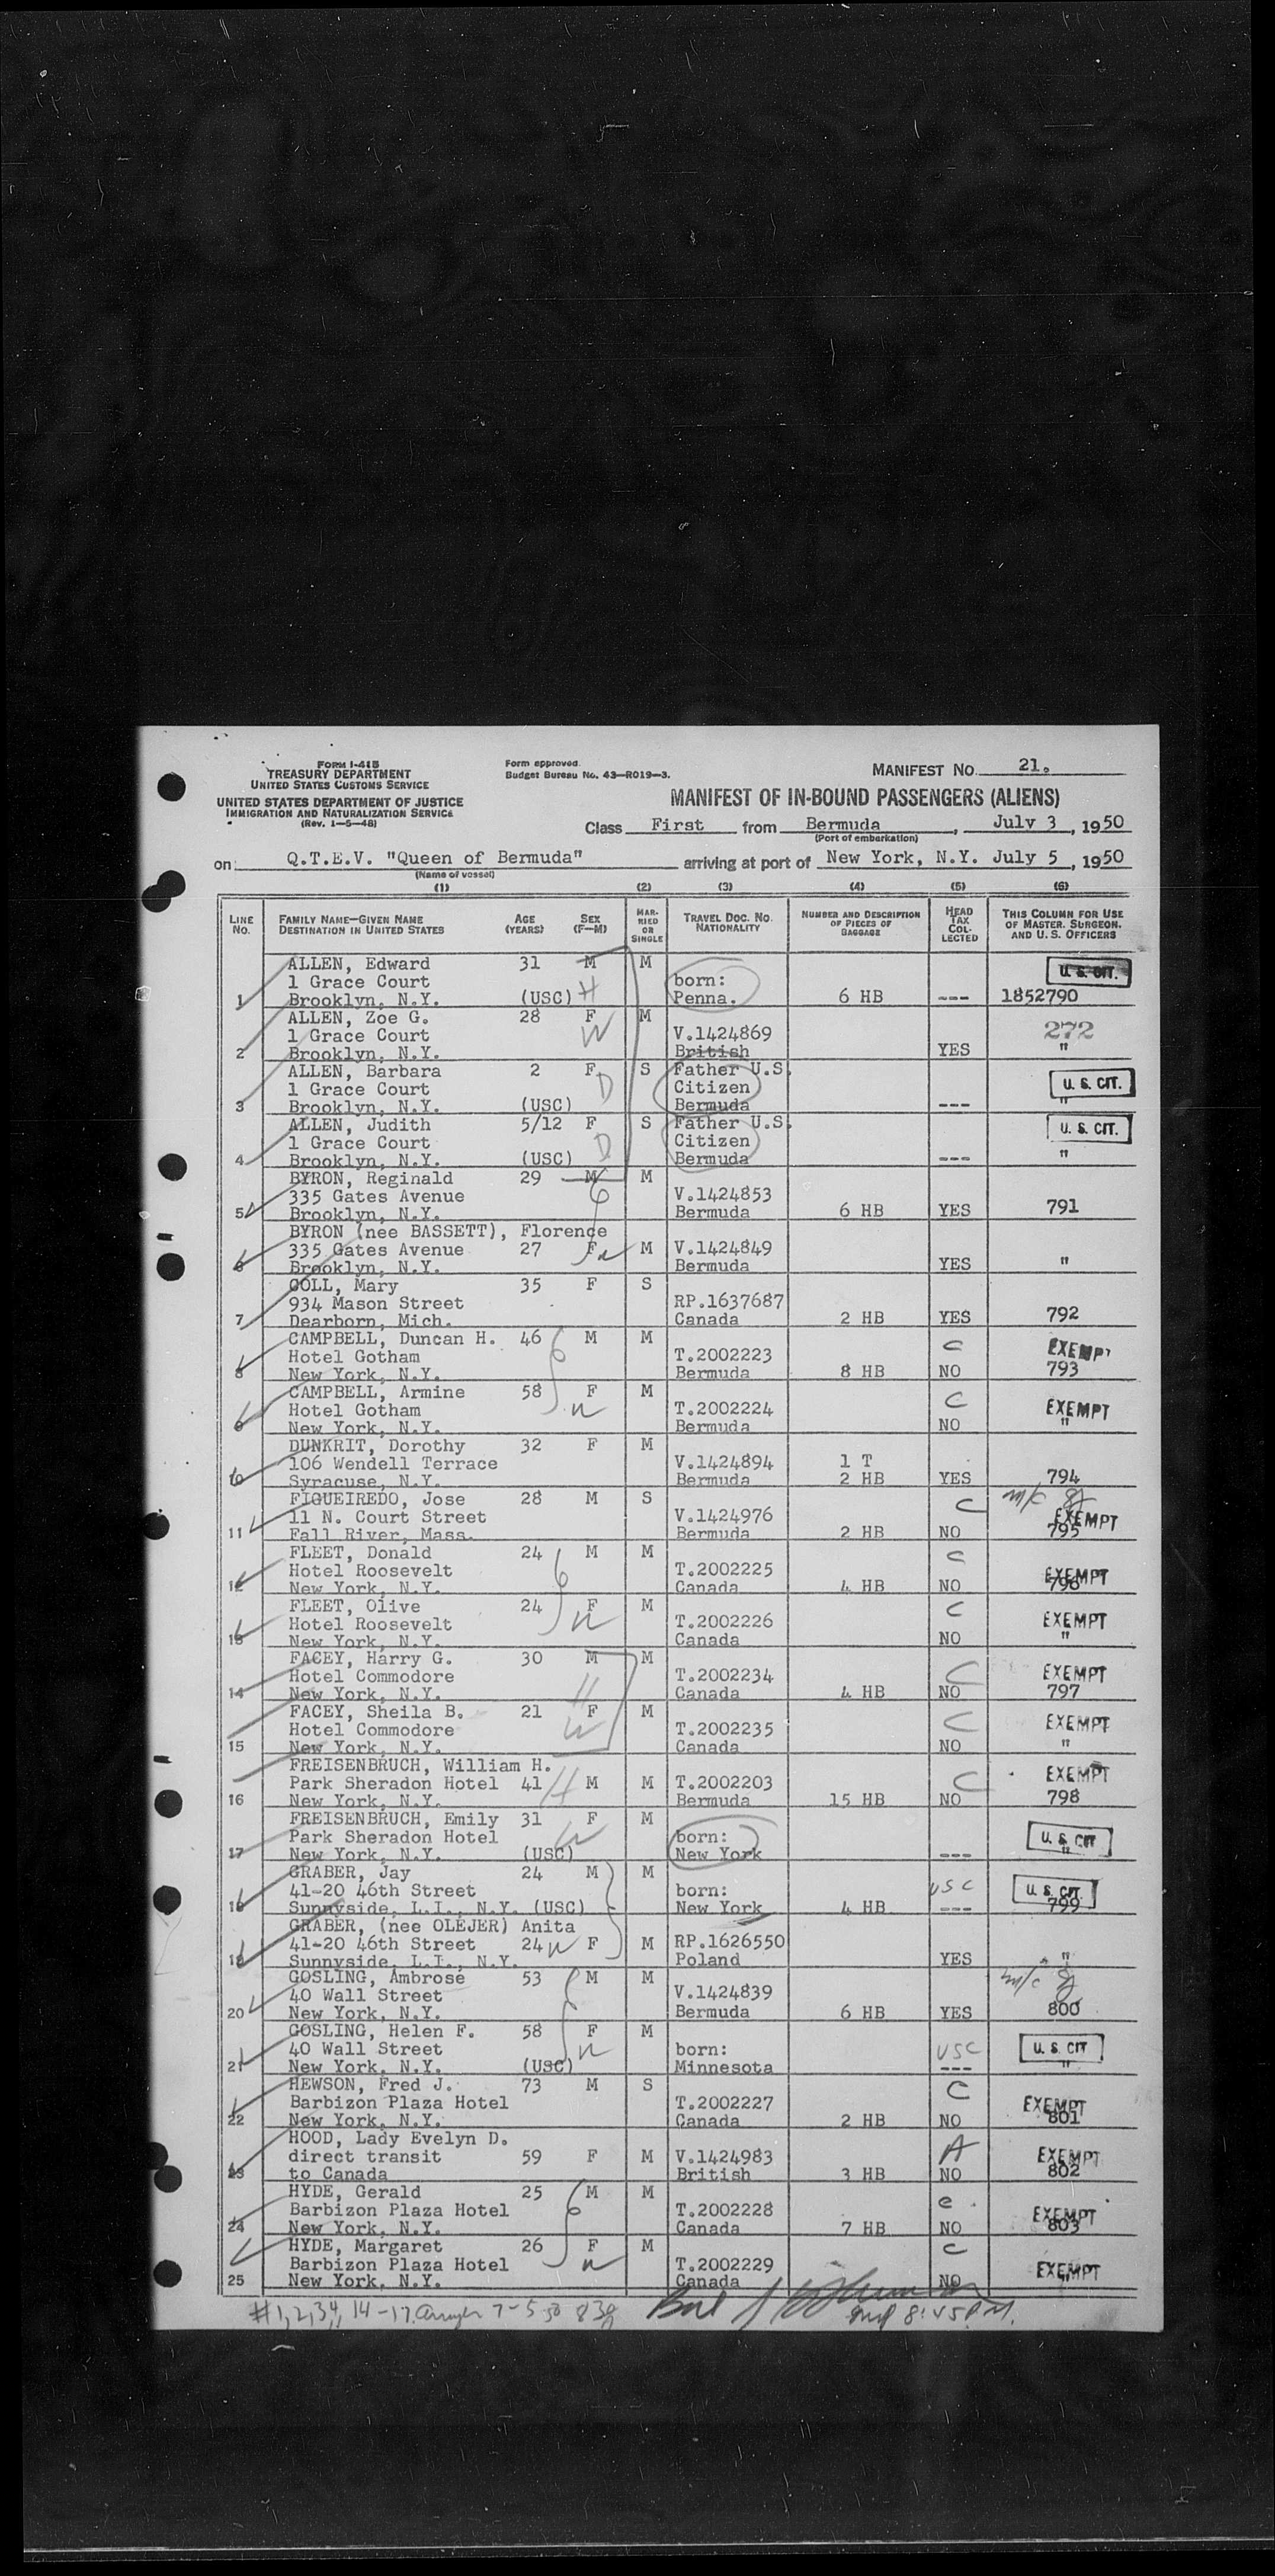 FORM I-415
TREASURY DEPARTMENT
UNITED STATES CUSTOMS SERVICE
UNITED STATES DEPARTMENT OF JUSTICE
IMMIGRATION AND NATURALIZATION SERVICE
(Rev. 1-5-48)
Form approved.
Budget Bureau No. 43-R019-3.
MANIFEST NO. 21.
MANIFEST OF IN-BOUND PASSENGERS (ALIENS)
Class First from Bermuda, July 3, 1950
(Port of embarkation)
on Q.T.E.V. "Queen of Bermuda" arriving at port of New York, N.Y. July 5, 1950
(Name of vessel)
(1) (2) (3) (4) (5) (6)
LINE NO. FAMILY NAME—GIVEN NAME DESTINATION IN UNITED STATES AGE (YEARS) SEX (F—M) MARRIED OR SINGLE TRAVEL DOC. NO. NATIONALITY NUMBER AND DESCRIPTION OF PIECES OF BAGGAGE HEAD TAX COLLECTED THIS COLUMN FOR USE OF MASTER, SURGEON, AND U.S. OFFICERS
ALLEN, Edward 31 M M U. S. CIT.
1 Grace Court born:
1 Brooklyn, N.Y. (USC) H Penna. 6 HB --- 1852790
ALLEN, Zoe G. 28 F M 272
1 Grace Court W V.1424869
2 Brooklyn, N.Y. British YES "
ALLEN, Barbara 2 F S Father U.S.
1 Grace Court D Citizen U. S. CIT.
3 Brooklyn, N.Y. (USC) Bermuda --- "
ALLEN, Judith 5/12 F S Father U.S. U. S. CIT.
1 Grace Court D Citizen
4 Brooklyn, N.Y. (USC) Bermuda --- "
BYRON, Reginald 29 M M
335 Gates Avenue V.1424853
5 Brooklyn, N.Y. Bermuda 6 HB YES 791
BYRON (nee BASSETT), Florence
335 Gates Avenue 27 F M V.1424849
6 Brooklyn, N.Y. Bermuda YES "
COLL, Mary 35 F S
934 Mason Street RP.1637687
7 Dearborn, Mich. Canada 2 HB YES 792
CAMPBELL, Duncan H. 46 M M C EXEMPT
Hotel Gotham T.2002223
8 New York, N.Y. Bermuda 8 HB NO 793
CAMPBELL, Armine 58 F M C
Hotel Gotham W T.2002224 EXEMPT
9 New York, N.Y. Bermuda NO "
DUNKRIT, Dorothy 32 F M
106 Wendell Terrace V.1424894 1 T
10 Syracuse, N.Y. Bermuda 2 HB YES 794
FIGUEIREDO, Jose 28 M S C m/c
11 N. Court Street V.1424976 EXEMPT
11 Fall River, Mass. Bermuda 2 HB NO 795
FLEET, Donald 24 M M C
Hotel Roosevelt T.2002225 EXEMPT
12 New York, N.Y. Canada 4 HB NO 796
FLEET, Olive 24 F M C
Hotel Roosevelt W T.2002226 EXEMPT
13 New York, N.Y. Canada NO "
FACEY, Harry G. 30 M M
Hotel Commodore H T.2002234 C EXEMPT
14 New York, N.Y. Canada 4 HB NO 797
FACEY, Sheila B. 21 F M
Hotel Commodore W T.2002235 C EXEMPT
15 New York, N.Y. Canada NO "
FREISENBRUCH, William H.
Park Sheradon Hotel 41 H M M T.2002203 C EXEMPT
16 New York, N.Y. Bermuda 15 HB NO 798
FREISENBRUCH, Emily 31 F M
Park Sheradon Hotel W born: U. S. CIT
17 New York, N.Y. (USC) New York --- "
GRABER, Jay 24 M M
41-20 46th Street born: USC U. S. CIT.
18 Sunnyside, L.I., N.Y. (USC) New York 4 HB --- 799
GRABER, (nee OLEJER) Anita
41-20 46th Street 24 W F M RP.1626550
19 Sunnyside, L.I., N.Y. Poland YES "
GOSLING, Ambrose 53 M M m/c
40 Wall Street V.1424839
20 New York, N.Y. Bermuda 6 HB YES 800
GOSLING, Helen F. 58 F M
40 Wall Street W born: USC U. S. CIT
21 New York, N.Y. (USC) Minnesota --- "
HEWSON, Fred J. 73 M S C
Barbizon Plaza Hotel T.2002227 EXEMPT
22 New York, N.Y. Canada 2 HB NO 801
HOOD, Lady Evelyn D. A
direct transit 59 F M V.1424983 EXEMPT
23 to Canada British 3 HB NO 802
HYDE, Gerald 25 M M C
Barbizon Plaza Hotel T.2002228 EXEMPT
24 New York, N.Y. Canada 7 HB NO 803
HYDE, Margaret 26 F M C
Barbizon Plaza Hotel W T.2002229 EXEMPT
25 New York, N.Y. Canada NO "
#1,2,3,4, 14-17 7-5-50 8:45 P.M.